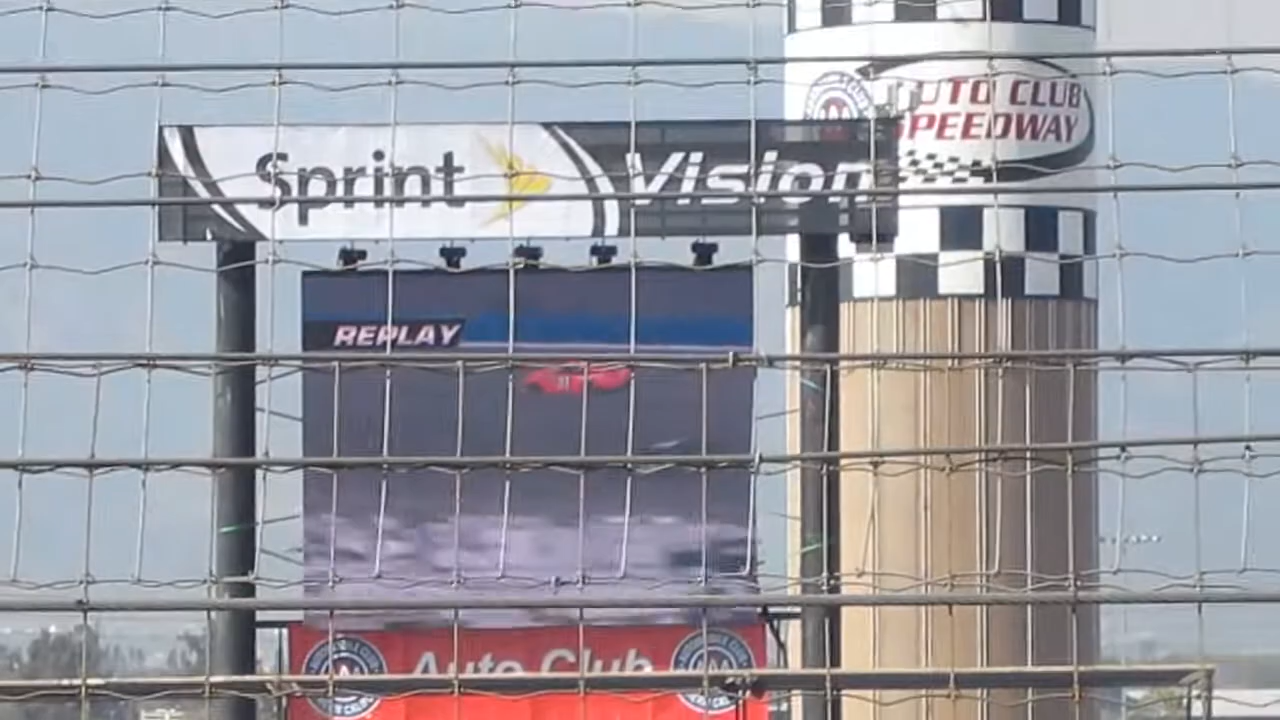 AUTO CLUB
SPEEDWAY
Sprint Vision
REPLAY
Auto Club